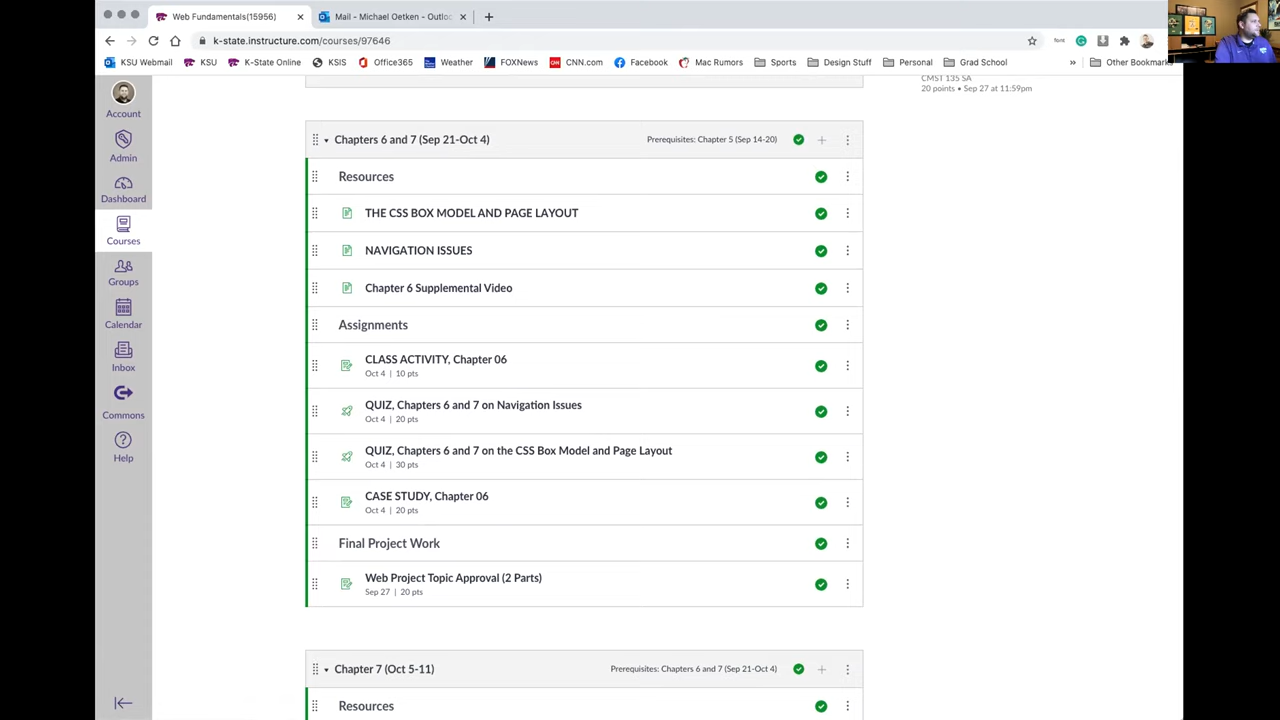 Web Fundamentals(15956)
Mail - Michael Oetken - Outlo
k-state.instructure.com/courses/97646
KSU Webmail
KSU
K-State Online
KSIS
Office365
Weather
FOXNews
CNN.com
Facebook
Mac Rumors
Sports
Design Stuff
Personal
Grad School
»
Other Bookmarks
Account
Admin
Dashboard
Courses
Groups
Calendar
Inbox
Commons
Help
CMST 135 SA
20 points • Sep 27 at 11:59pm
Chapters 6 and 7 (Sep 21-Oct 4)
Prerequisites: Chapter 5 (Sep 14-20)
Resources
THE CSS BOX MODEL AND PAGE LAYOUT
NAVIGATION ISSUES
Chapter 6 Supplemental Video
Assignments
CLASS ACTIVITY, Chapter 06
Oct 4 | 10 pts
QUIZ, Chapters 6 and 7 on Navigation Issues
Oct 4 | 20 pts
QUIZ, Chapters 6 and 7 on the CSS Box Model and Page Layout
Oct 4 | 30 pts
CASE STUDY, Chapter 06
Oct 4 | 20 pts
Final Project Work
Web Project Topic Approval (2 Parts)
Sep 27 | 20 pts
Chapter 7 (Oct 5-11)
Prerequisites: Chapters 6 and 7 (Sep 21-Oct 4)
Resources